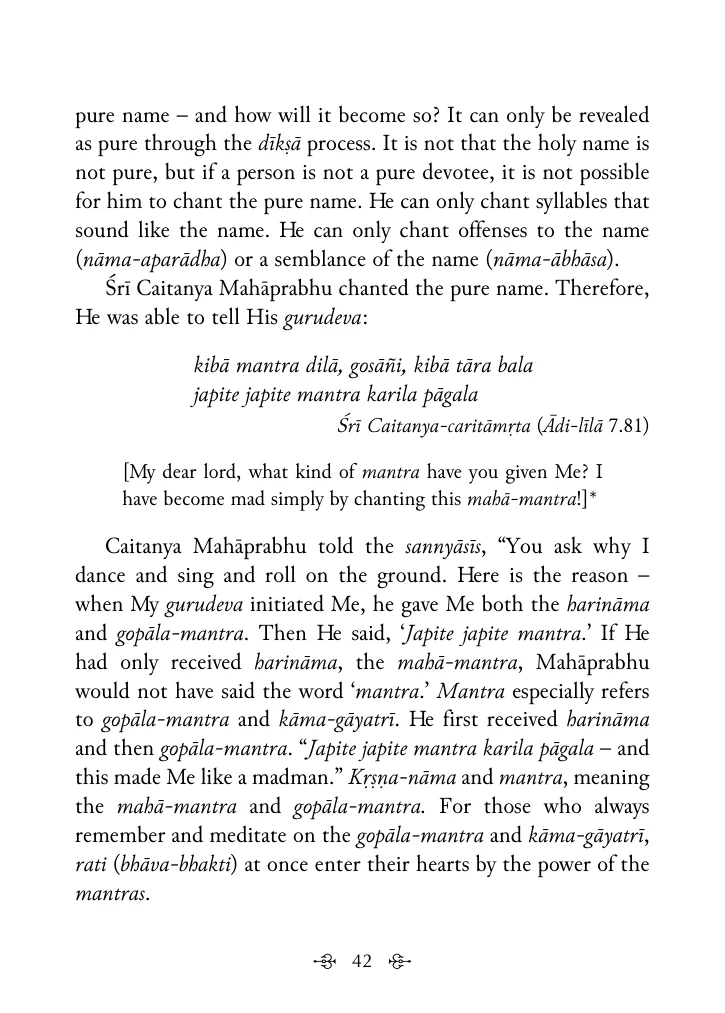 pure name – and how will it become so? It can only be revealed
as pure through the dīkṣā process. It is not that the holy name is
not pure, but if a person is not a pure devotee, it is not possible
for him to chant the pure name. He can only chant syllables that
sound like the name. He can only chant offenses to the name
(nāma-aparādha) or a semblance of the name (nāma-ābhāsa).
Śrī Caitanya Mahāprabhu chanted the pure name. Therefore,
He was able to tell His gurudeva:
kibā mantra dilā, gosāñi, kibā tāra bala
japite japite mantra karila pāgala
Śrī Caitanya-caritāmṛta (Ādi-līlā 7.81)
[My dear lord, what kind of mantra have you given Me? I
have become mad simply by chanting this mahā-mantra!]*
Caitanya Mahāprabhu told the sannyāsīs, “You ask why I
dance and sing and roll on the ground. Here is the reason –
when My gurudeva initiated Me, he gave Me both the harināma
and gopāla-mantra. Then He said, ‘Japite japite mantra.’ If He
had only received harināma, the mahā-mantra, Mahāprabhu
would not have said the word ‘mantra.’ Mantra especially refers
to gopāla-mantra and kāma-gāyatrī. He first received harināma
and then gopāla-mantra. “Japite japite mantra karila pāgala – and
this made Me like a madman.” Kṛṣṇa-nāma and mantra, meaning
the mahā-mantra and gopāla-mantra. For those who always
remember and meditate on the gopāla-mantra and kāma-gāyatrī,
rati (bhāva-bhakti) at once enter their hearts by the power of the
mantras.
42